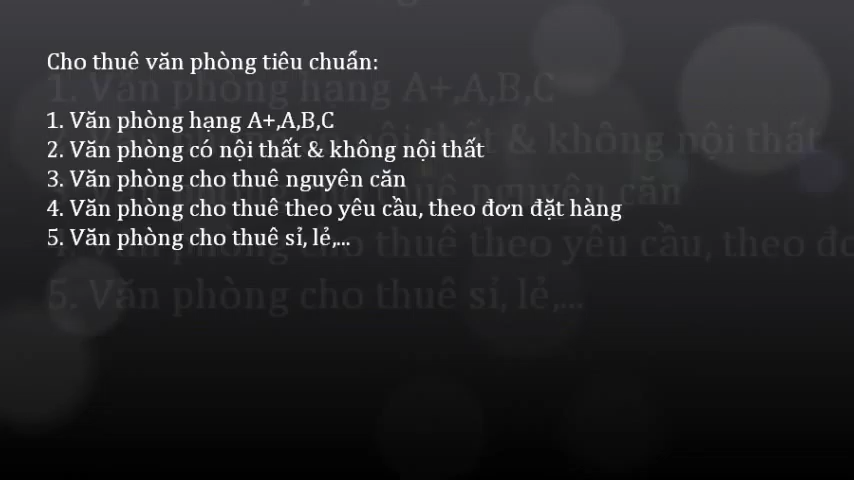 Cho thuê văn phòng tiêu chuẩn:
1. Văn phòng hạng A+,A,B,C
2. Văn phòng có nội thất & không nội thất
3. Văn phòng cho thuê nguyên căn
4. Văn phòng cho thuê theo yêu cầu, theo đơn đặt hàng
5. Văn phòng cho thuê sỉ, lẻ,...